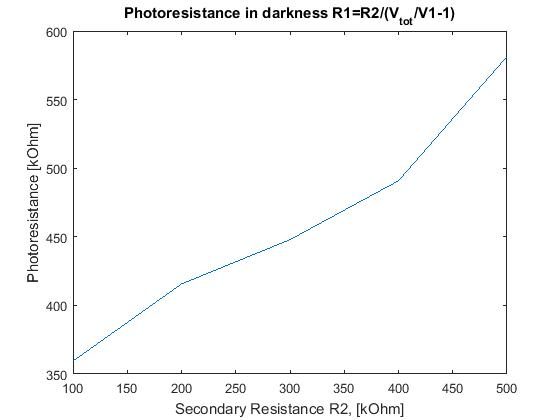 Photoresistance in darkness R1=R2/(Vtot/V1-1)
600
550
500
450
400
350
Photoresistance [kOhm]
100 150 200 250 300 350 400 450 500
Secondary Resistance R2, [kOhm]